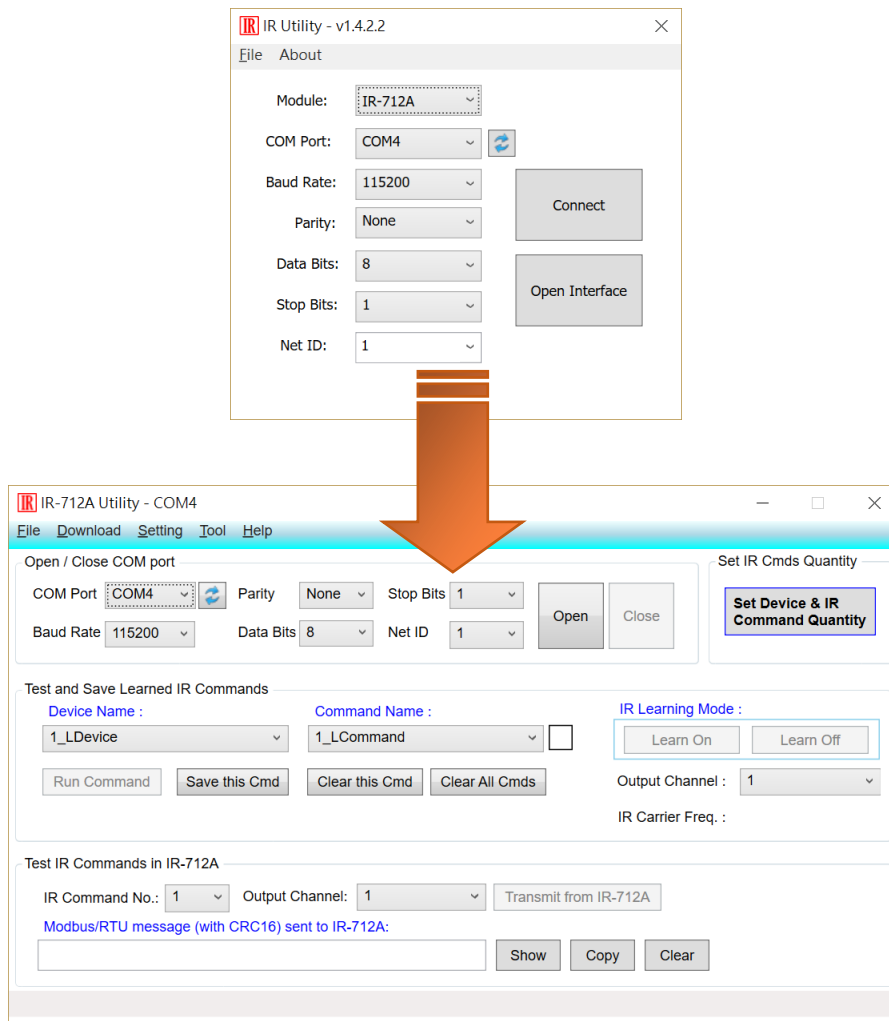 IR IR Utility - v1.4.2.2
File About
Module: IR-712A
COM Port: COM4
Baud Rate: 115200
Connect
Parity: None
Data Bits: 8
Open Interface
Stop Bits: 1
Net ID: 1
IR IR-712A Utility - COM4
File Download Setting Tool Help
Open / Close COM port
COM Port COM4 Parity None Stop Bits 1
Baud Rate 115200 Data Bits 8 Net ID 1
Open Close
Set IR Cmds Quantity
Set Device & IR
Command Quantity
Test and Save Learned IR Commands
Device Name : Command Name :
1_LDevice 1_LCommand
Run Command Save this Cmd Clear this Cmd Clear All Cmds
IR Learning Mode :
Learn On Learn Off
Output Channel : 1
IR Carrier Freq. :
Test IR Commands in IR-712A
IR Command No.: 1 Output Channel: 1 Transmit from IR-712A
Modbus/RTU message (with CRC16) sent to IR-712A:
Show Copy Clear